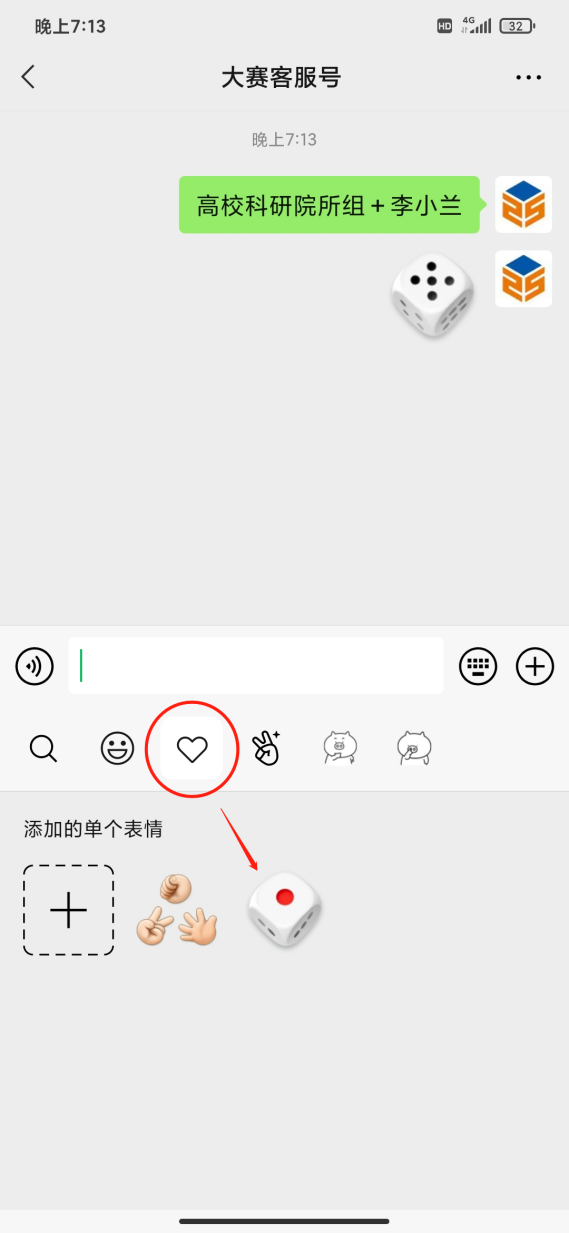 晚上7:13
HD 4G 32
大赛客服号
晚上7:13
高校科研院所组+李小兰
添加的单个表情